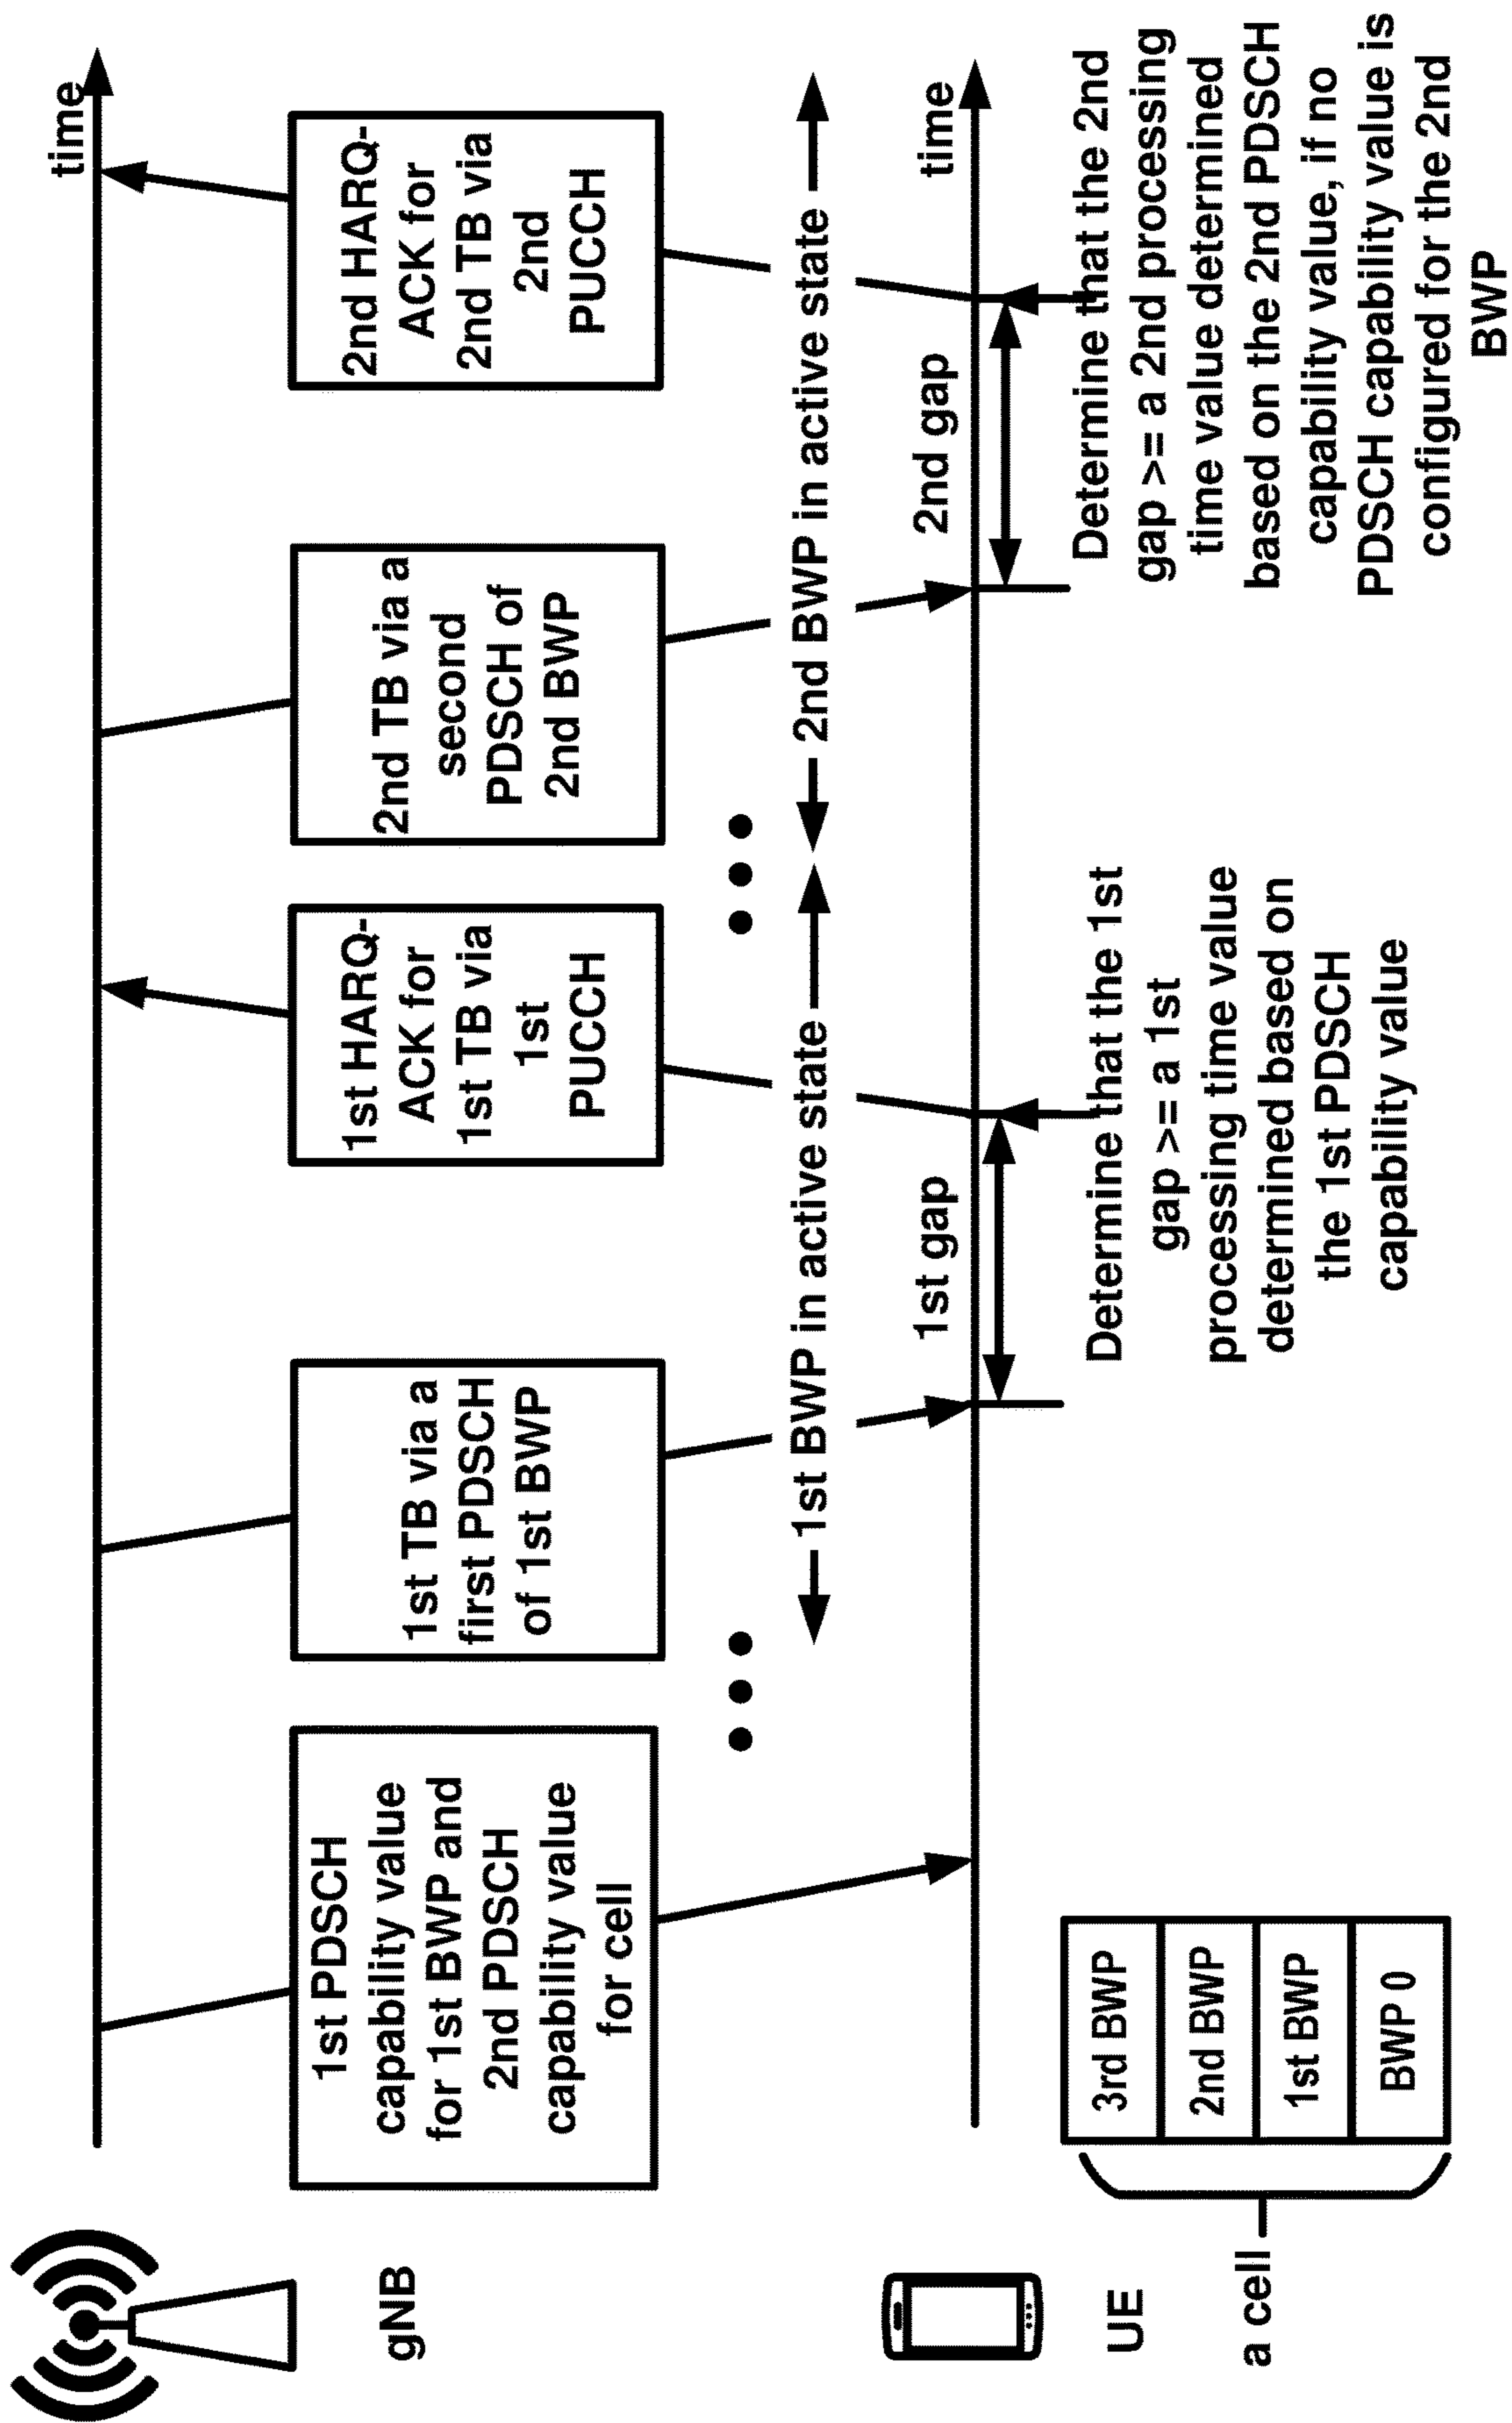 time
gNB
1st PDSCH
capability value
for 1st BWP and
2nd PDSCH
capability value
for cell
1st TB via a
first PDSCH
of 1st BWP
1st HARQ-
ACK for
1st TB via
1st
PUCCH
2nd TB via a
second
PDSCH of
2nd BWP
2nd HARQ-
ACK for
2nd TB via
2nd
PUCCH
1st BWP in active state
2nd BWP in active state
UE
1st gap
2nd gap
time
a cell
3rd BWP
2nd BWP
1st BWP
BWP 0
Determine that the 1st
gap >= a 1st
processing time value
determined based on
the 1st PDSCH
capability value
Determine that the 2nd
gap >= a 2nd processing
time value determined
based on the 2nd PDSCH
capability value, if no
PDSCH capability value is
configured for the 2nd
BWP